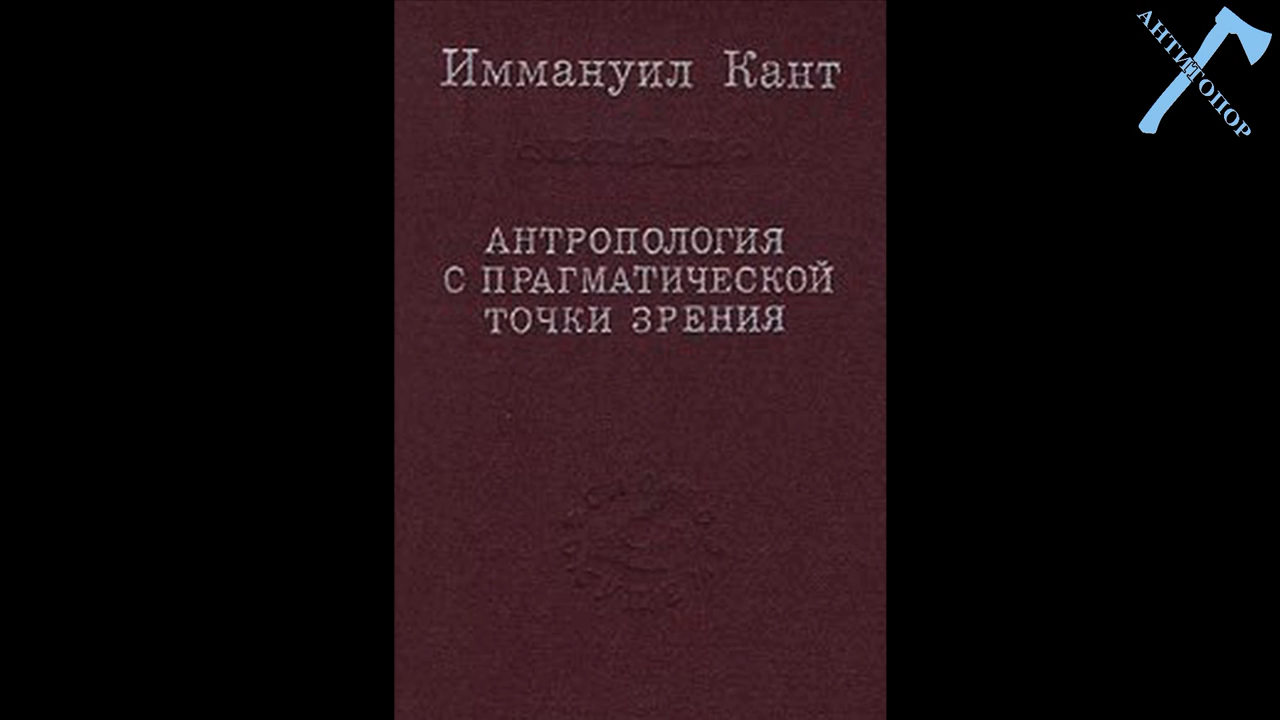 Иммануил Кант
АНТРОПОЛОГИЯ
С ПРАГМАТИЧЕСКОЙ
ТОЧКИ ЗРЕНИЯ
АНТИТОПОР